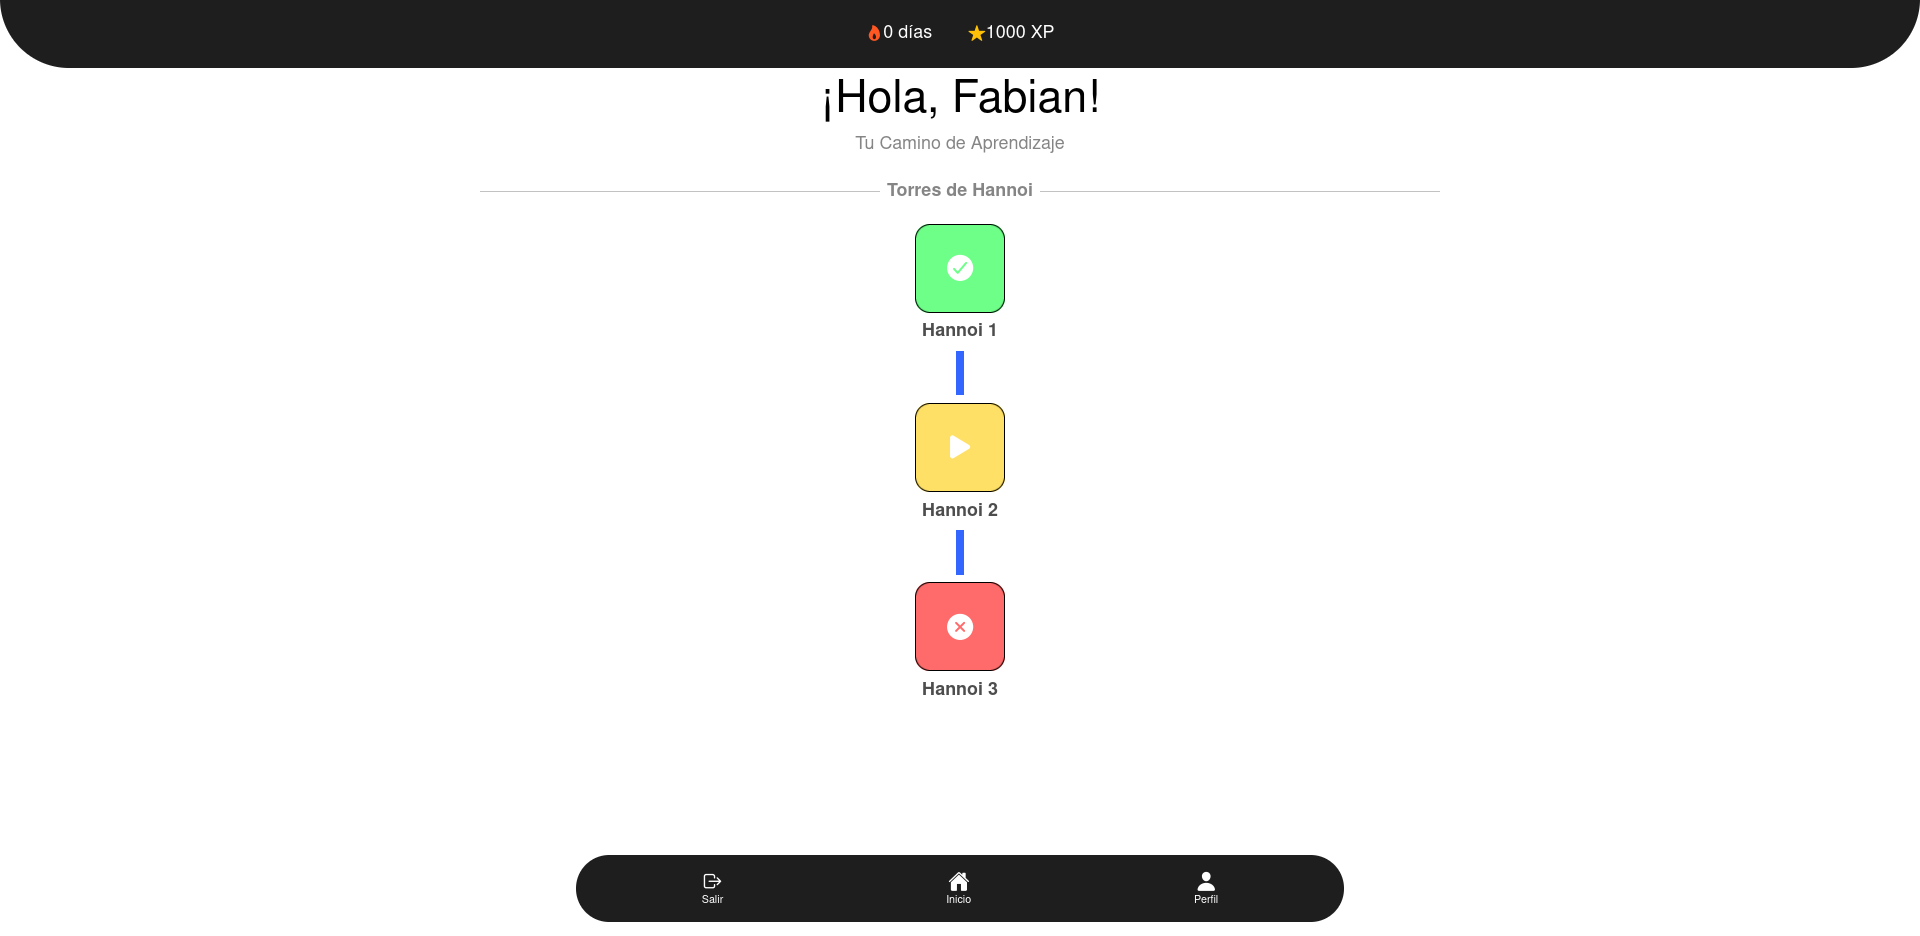 0 días 1000 XP
¡Hola, Fabian!
Tu Camino de Aprendizaje
Torres de Hannoi
Hannoi 1
Hannoi 2
Hannoi 3
Salir Inicio Perfil